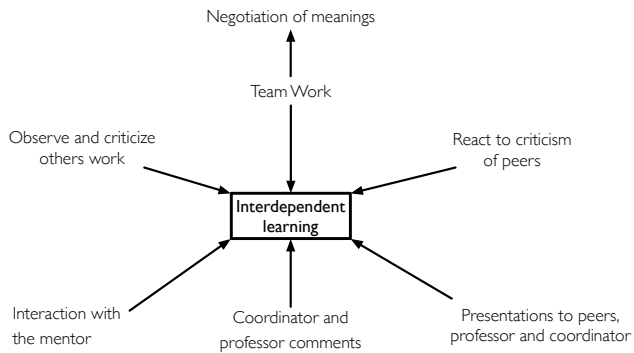 Negotiation of meanings
Team Work
Observe and criticize
others work
React to criticism
of peers
Interdependent
learning
Interaction with
the mentor
Coordinator and
professor comments
Presentations to peers,
professor and coordinator